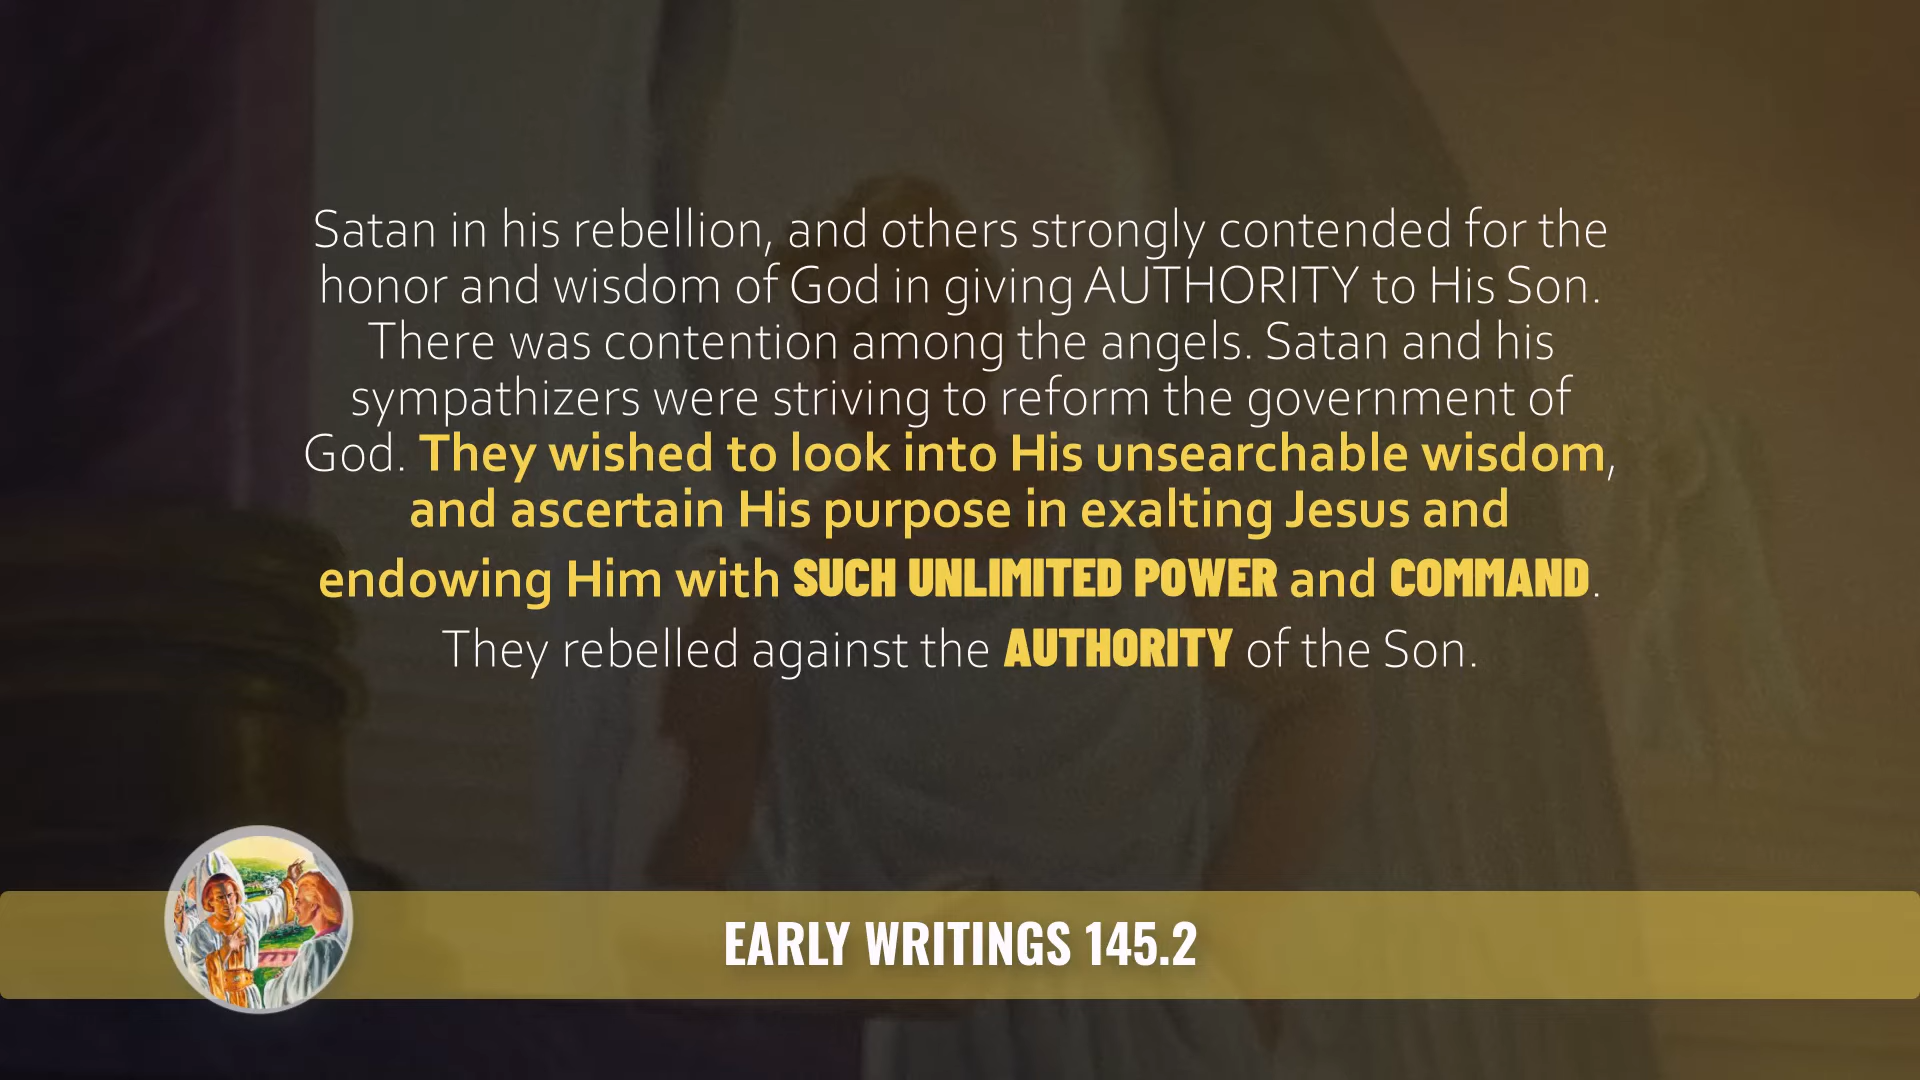 Satan in his rebellion, and others strongly contended for the
honor and wisdom of God in giving AUTHORITY to His Son.
There was contention among the angels. Satan and his
sympathizers were striving to reform the government of
God. They wished to look into His unsearchable wisdom,
and ascertain His purpose in exalting Jesus and
endowing Him with SUCH UNLIMITED POWER and COMMAND.
They rebelled against the AUTHORITY of the Son.
EARLY WRITINGS 145.2